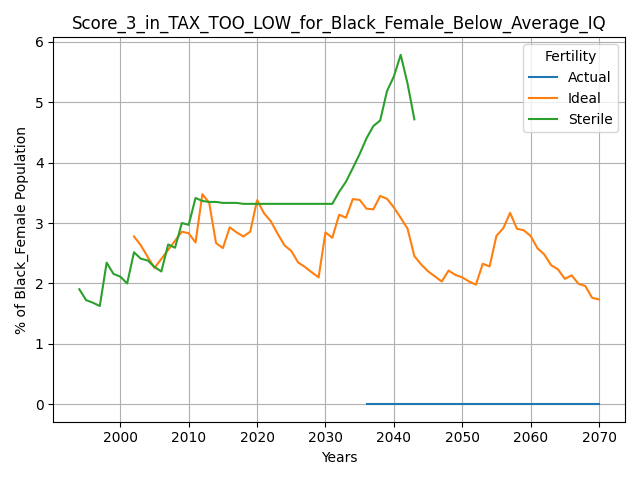 Score_3_in_TAX_TOO_LOW_for_Black_Female_Below_Average_IQ
% of Black_Female Population
6
5
4
3
2
1
0
Fertility
Actual
Ideal
Sterile
2000 2010 2020 2030 2040 2050 2060 2070
Years